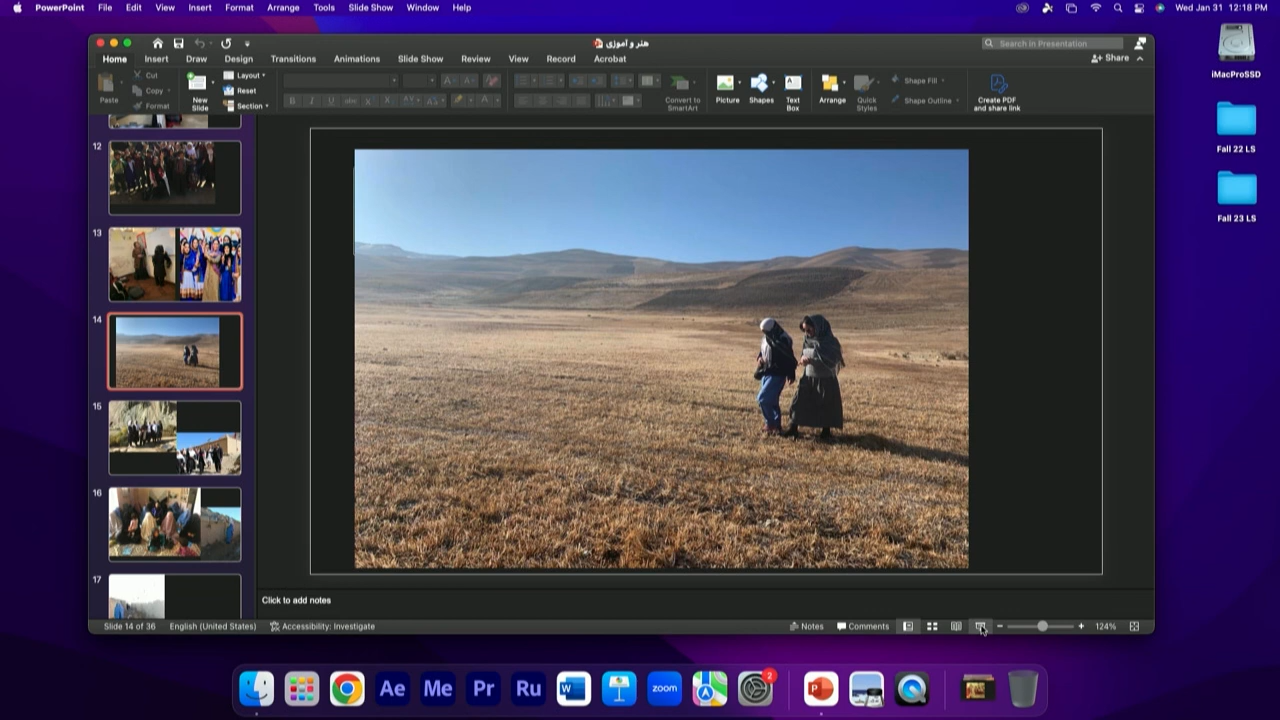 PowerPoint File Edit View Insert Format Arrange Tools Slide Show Window Help Wed Jan 31 12:18 PM
هنر و آموزی
Search in Presentation
Home Insert Draw Design Transitions Animations Slide Show Review View Record Acrobat Share
Paste Cut Copy Format
New Slide Layout Reset Section
Convert to SmartArt
Picture Shapes Text Box
Arrange Quick Styles Shape Fill Shape Outline
Create PDF and share link
iMacProSSD
Fall 22 LS
Fall 23 LS
12
13
14
15
16
17
Click to add notes
Slide 14 of 36 English (United States) Accessibility: Investigate Notes Comments 124%
Ae Me Pr Ru W zoom 2 P